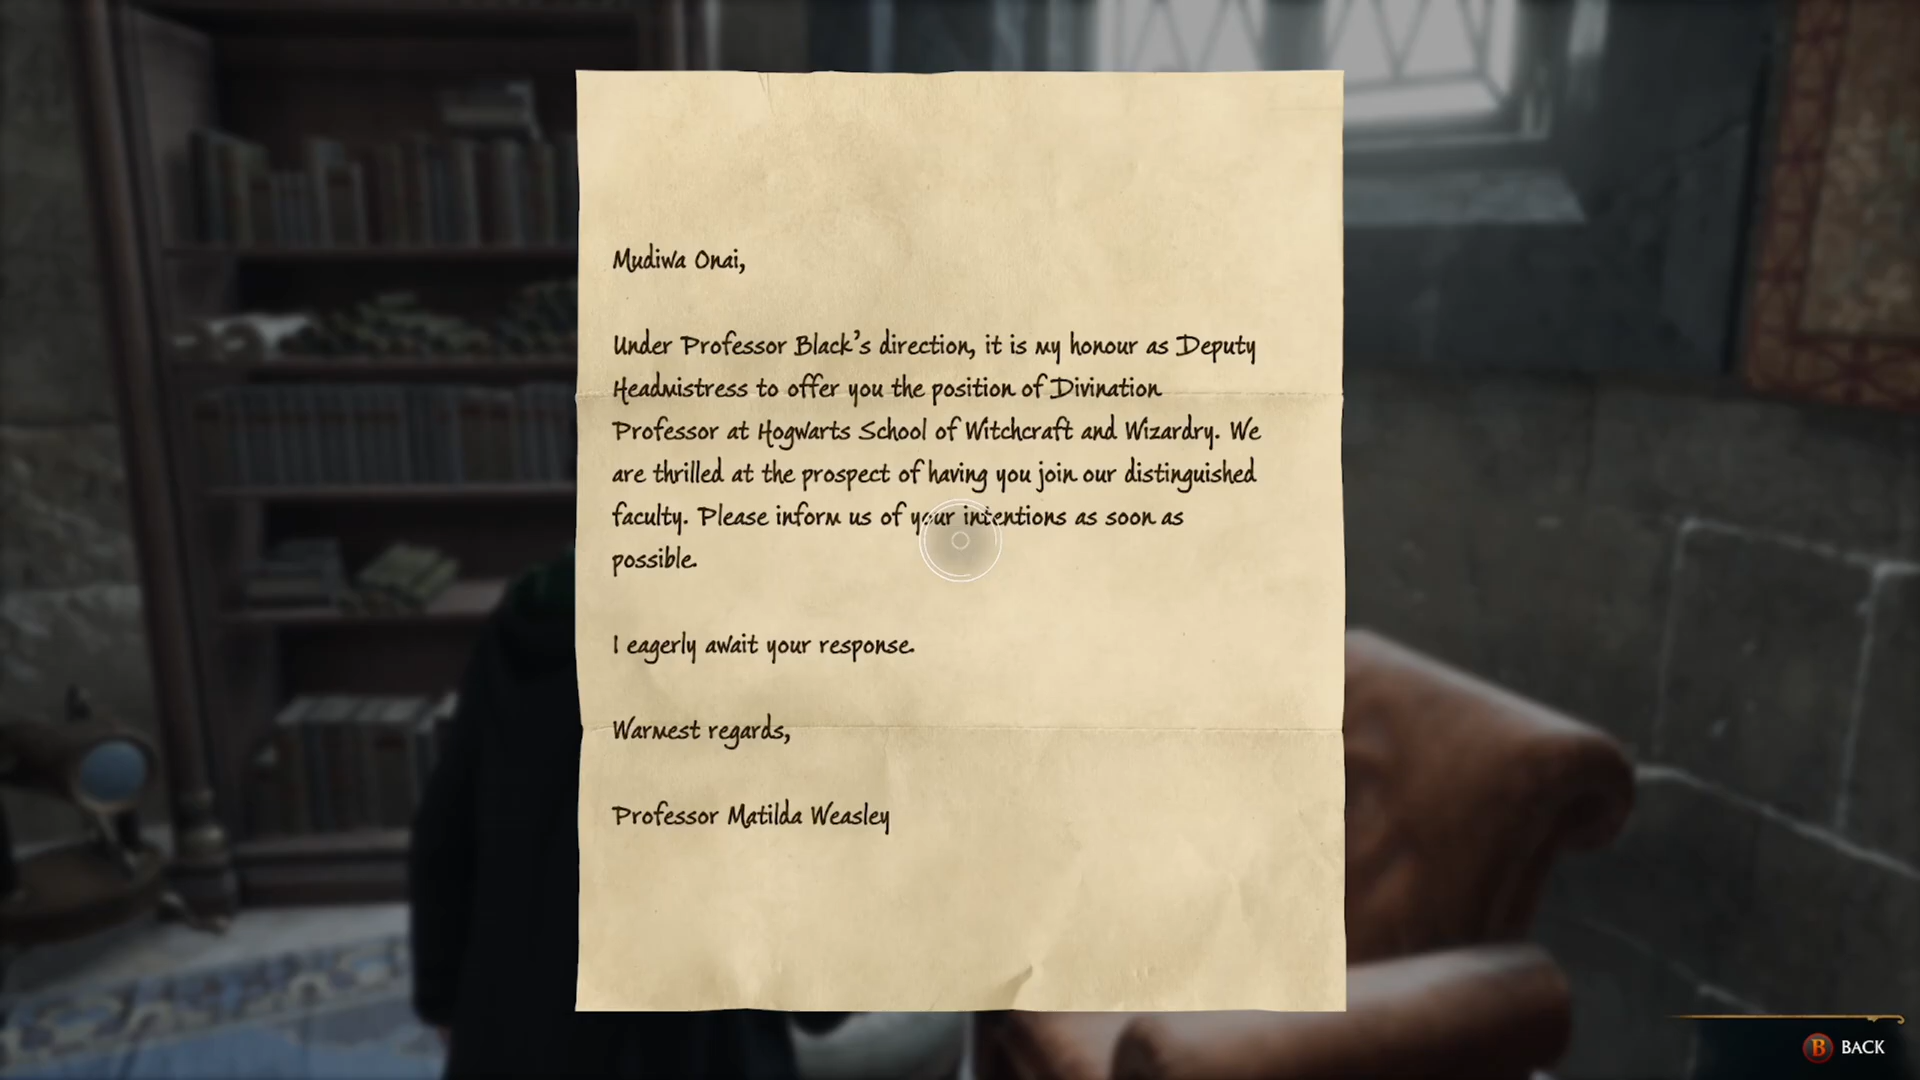 Mudiwa Onai,
Under Professor Black's direction, it is my honour as Deputy
Headmistress to offer you the position of Divination
Professor at Hogwarts School of Witchcraft and Wizardry. We
are thrilled at the prospect of having you join our distinguished
faculty. Please inform us of your intentions as soon as
possible.
I eagerly await your response.
Warmest regards,
Professor Matilda Weasley
B BACK